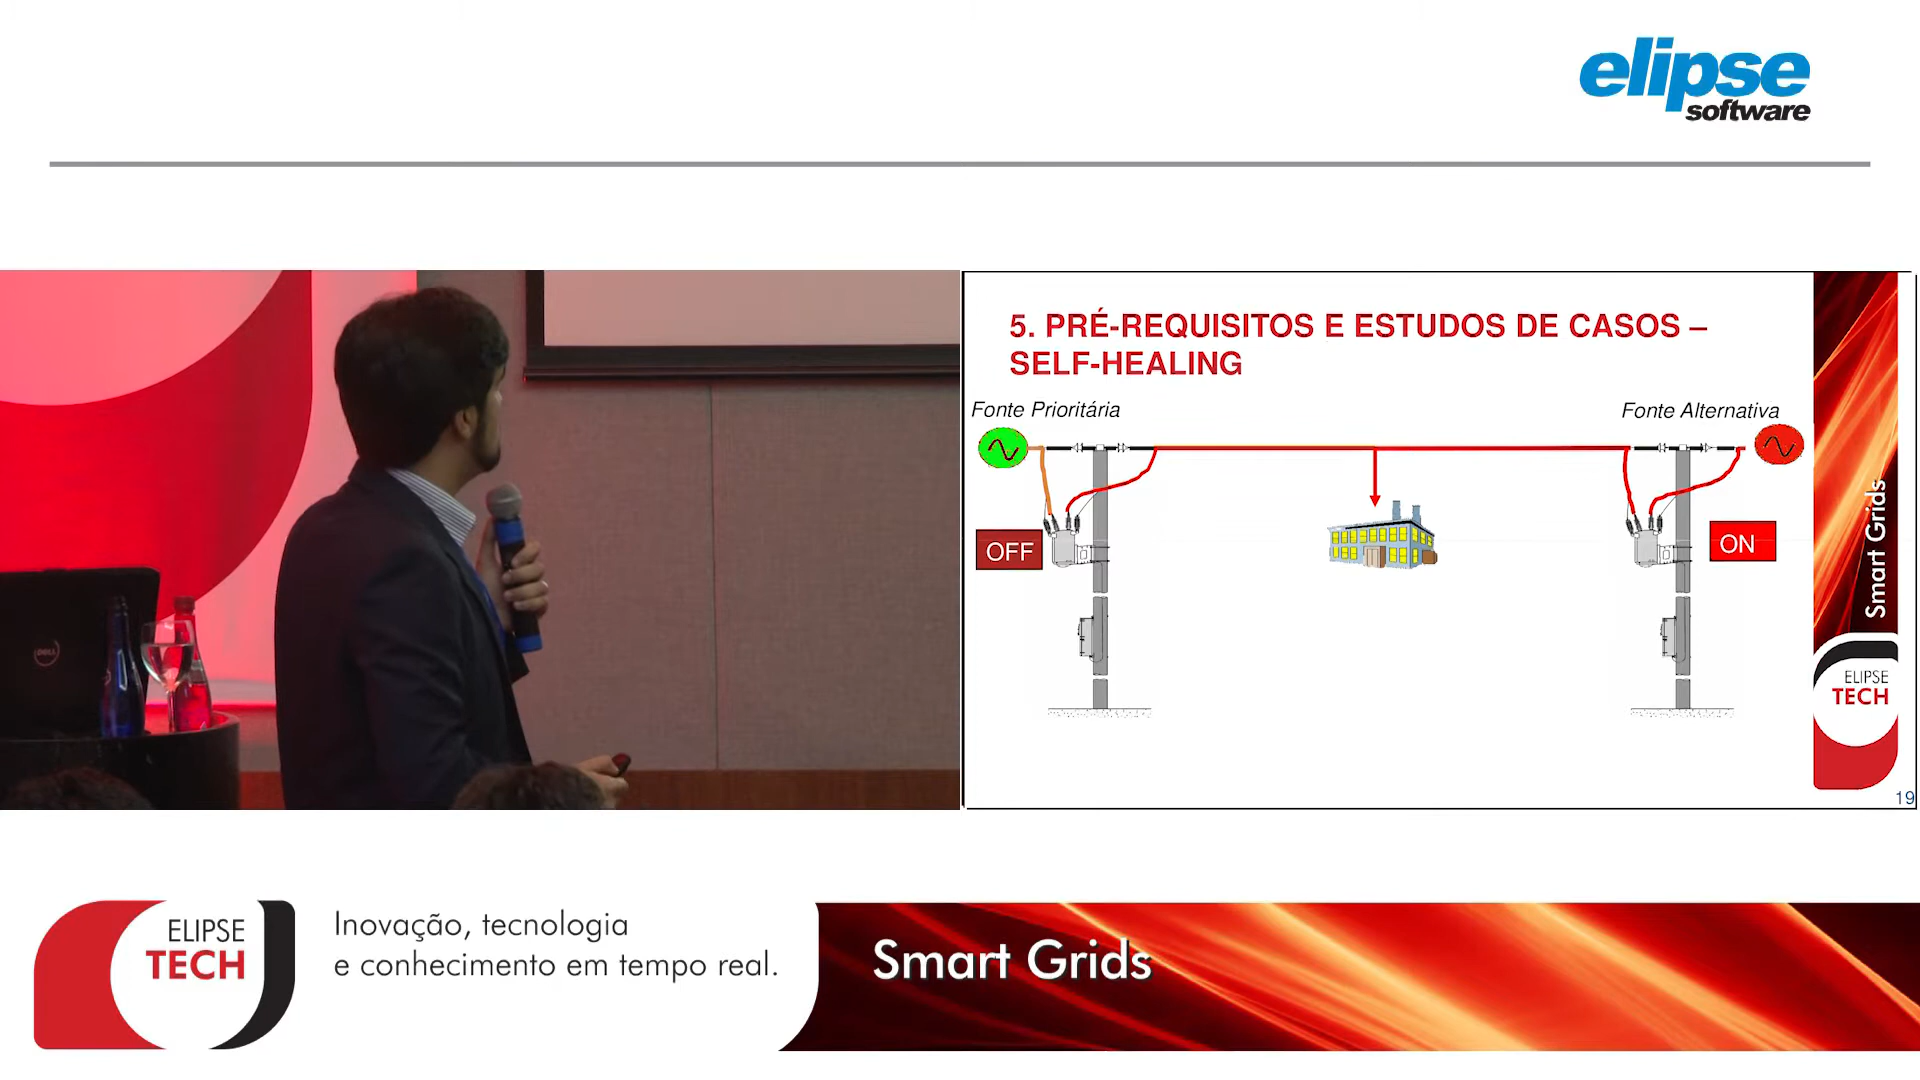 elipse
software
5. PRÉ-REQUISITOS E ESTUDOS DE CASOS –
SELF-HEALING
Fonte Prioritária
Fonte Alternativa
OFF
ON
Smart Grids
ELIPSE
TECH
19
DELL
ELIPSE
TECH
Inovação, tecnologia
e conhecimento em tempo real.
Smart Grids